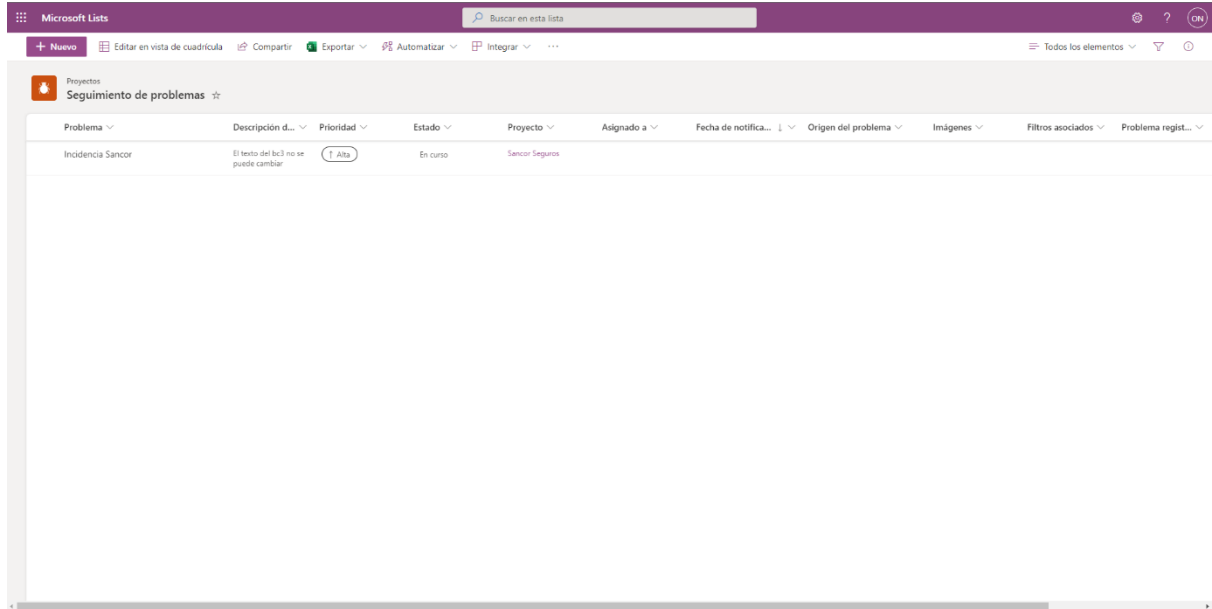 Microsoft Lists
Buscar en esta lista
?
ON
+ Nuevo
Editar en vista de cuadrícula
Compartir
Exportar
Automatizar
Integrar
...
Todos los elementos
Proyectos
Seguimiento de problemas
Problema
Descripción d...
Prioridad
Estado
Proyecto
Asignado a
Fecha de notifica...
Origen del problema
Imágenes
Filtros asociados
Problema regist...
Incidencia Sancor
El texto del bc3 no se
puede cambiar
↑ Alta
En curso
Sancor Seguros